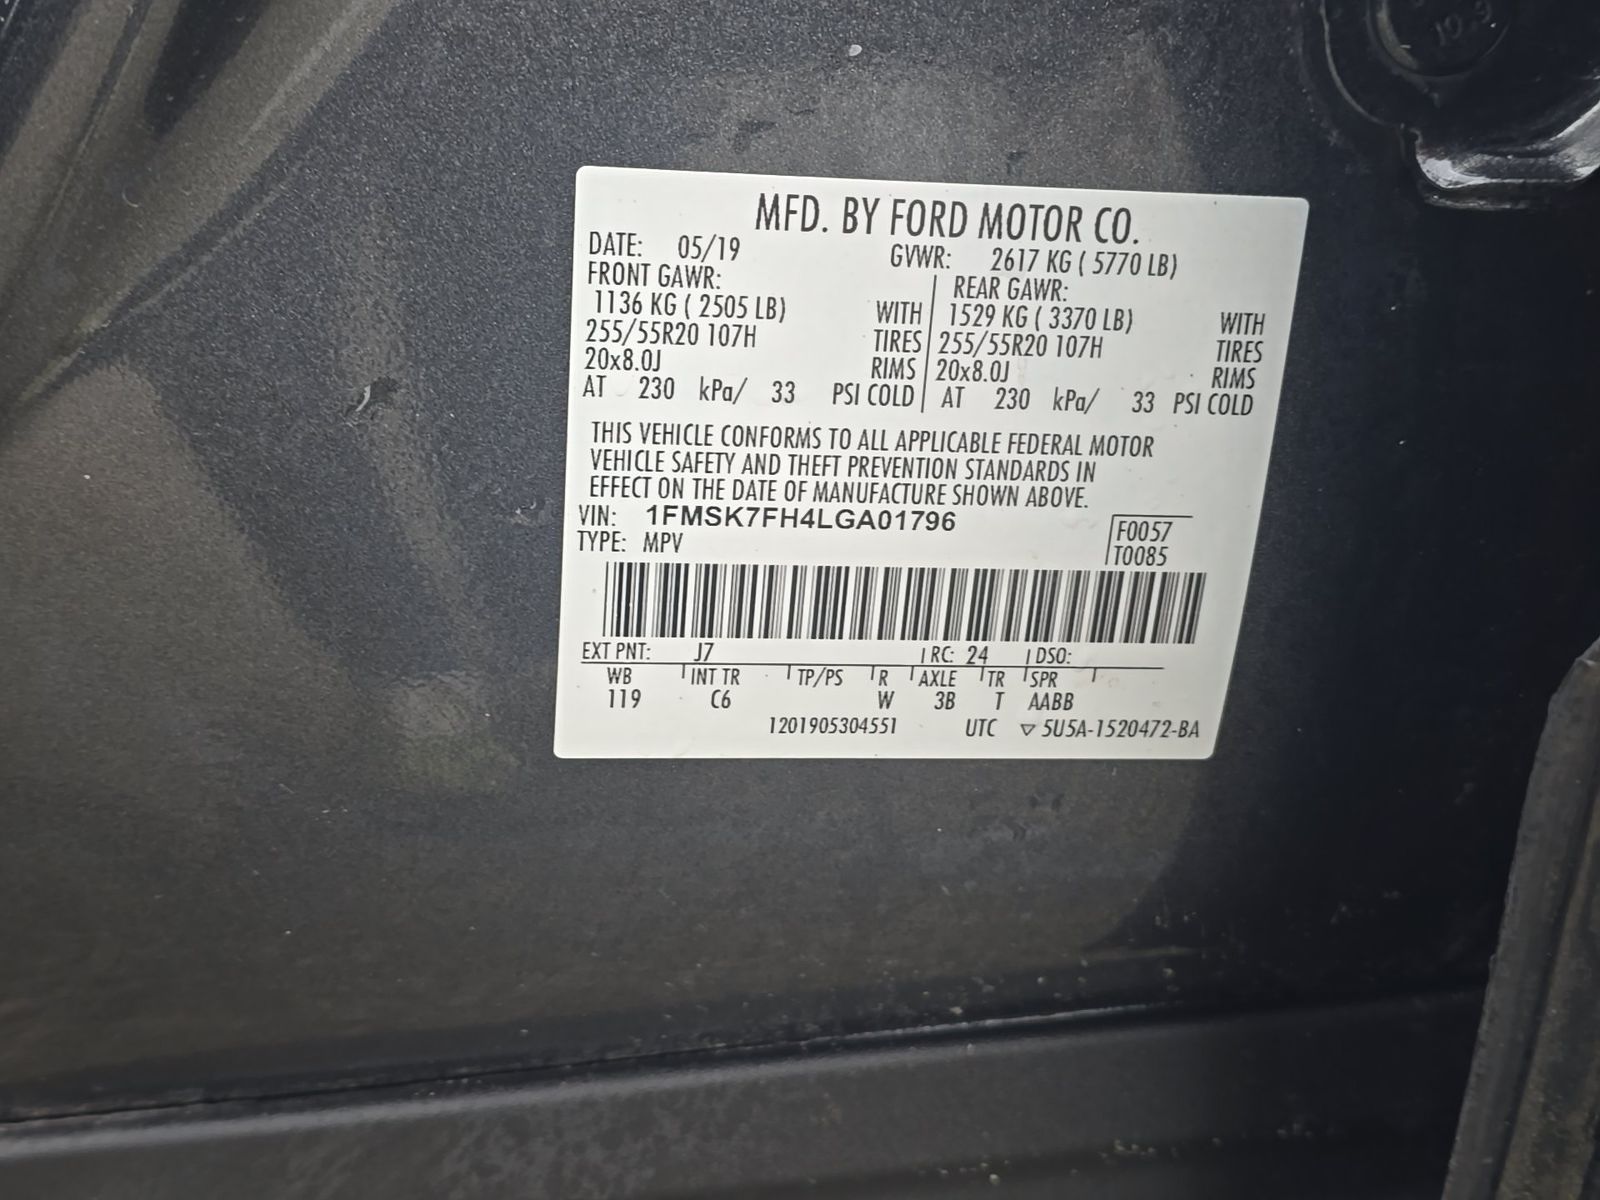 10.9
MFD. BY FORD MOTOR CO.
DATE: 05/19 GVWR: 2617 KG ( 5770 LB)
FRONT GAWR: REAR GAWR:
1136 KG ( 2505 LB) WITH 1529 KG ( 3370 LB) WITH
255/55R20 107H TIRES 255/55R20 107H TIRES
20x8.0J RIMS 20x8.0J RIMS
AT 230 kPa/ 33 PSI COLD AT 230 kPa/ 33 PSI COLD
THIS VEHICLE CONFORMS TO ALL APPLICABLE FEDERAL MOTOR
VEHICLE SAFETY AND THEFT PREVENTION STANDARDS IN
EFFECT ON THE DATE OF MANUFACTURE SHOWN ABOVE.
VIN: 1FMSK7FH4LGA01796 F0057
TYPE: MPV T0085
EXT PNT: J7 RC: 24 DSO:
WB INT TR TP/PS R AXLE TR SPR
119 C6 W 3B T AABB
1201905304551 UTC ▽ 5U5A-1520472-BA